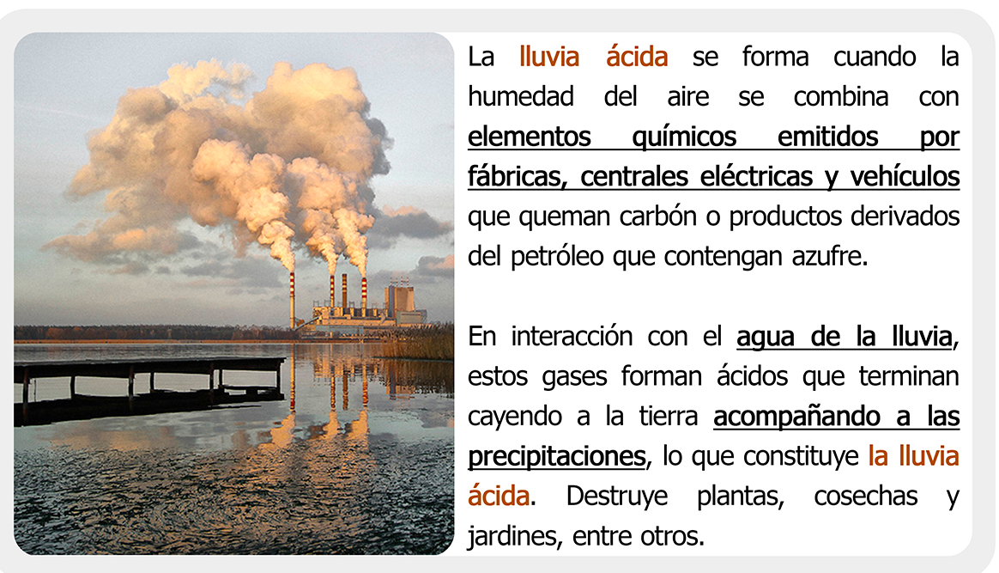 La lluvia ácida se forma cuando la
humedad del aire se combina con
elementos químicos emitidos por
fábricas, centrales eléctricas y vehículos
que queman carbón o productos derivados
del petróleo que contengan azufre.
En interacción con el agua de la lluvia,
estos gases forman ácidos que terminan
cayendo a la tierra acompañando a las
precipitaciones, lo que constituye la lluvia
ácida. Destruye plantas, cosechas y
jardines, entre otros.